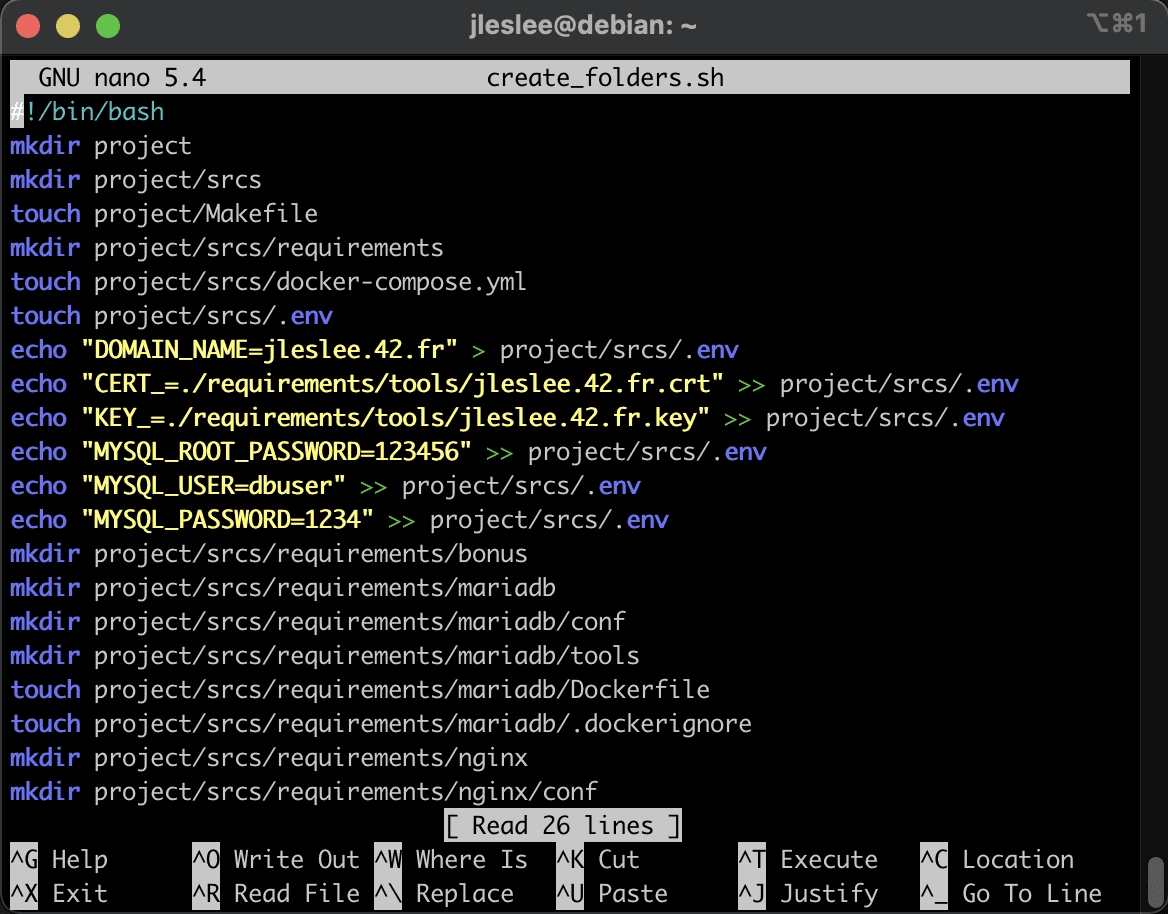 jleslee@debian: ~ ⌥⌘1
GNU nano 5.4 create_folders.sh
#!/bin/bash
mkdir project
mkdir project/srcs
touch project/Makefile
mkdir project/srcs/requirements
touch project/srcs/docker-compose.yml
touch project/srcs/.env
echo "DOMAIN_NAME=jleslee.42.fr" > project/srcs/.env
echo "CERT_=./requirements/tools/jleslee.42.fr.crt" >> project/srcs/.env
echo "KEY_=./requirements/tools/jleslee.42.fr.key" >> project/srcs/.env
echo "MYSQL_ROOT_PASSWORD=123456" >> project/srcs/.env
echo "MYSQL_USER=dbuser" >> project/srcs/.env
echo "MYSQL_PASSWORD=1234" >> project/srcs/.env
mkdir project/srcs/requirements/bonus
mkdir project/srcs/requirements/mariadb
mkdir project/srcs/requirements/mariadb/conf
mkdir project/srcs/requirements/mariadb/tools
touch project/srcs/requirements/mariadb/Dockerfile
touch project/srcs/requirements/mariadb/.dockerignore
mkdir project/srcs/requirements/nginx
mkdir project/srcs/requirements/nginx/conf
[ Read 26 lines ]
^G Help ^O Write Out ^W Where Is ^K Cut ^T Execute ^C Location
^X Exit ^R Read File ^\ Replace ^U Paste ^J Justify ^_ Go To Line